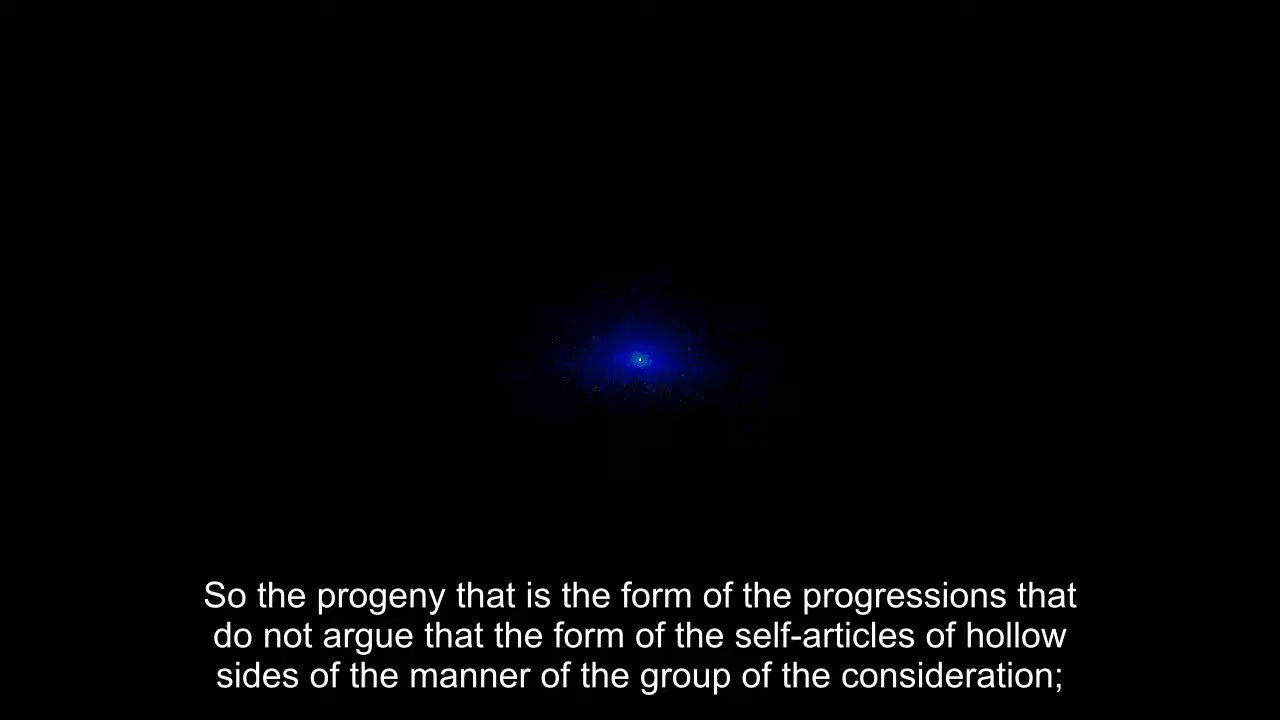 So the progeny that is the form of the progressions that
do not argue that the form of the self-articles of hollow
sides of the manner of the group of the consideration;